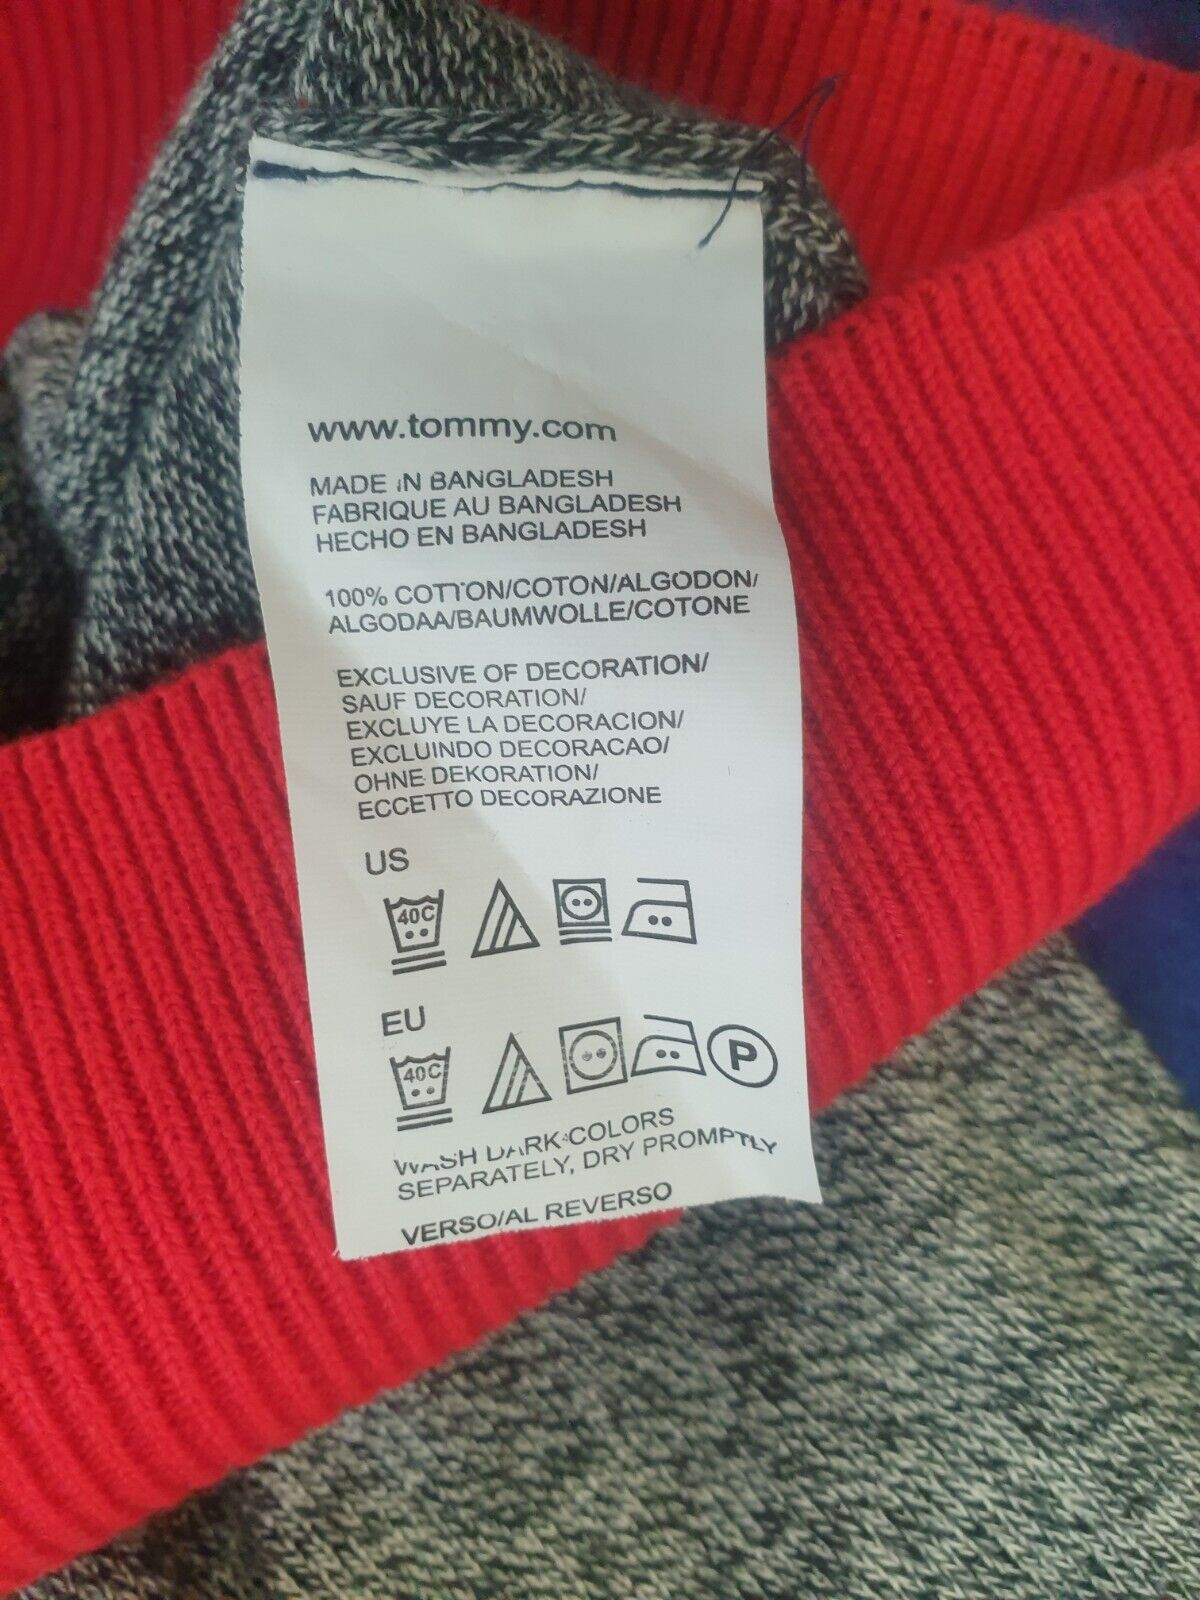 www.tommy.com
MADE IN BANGLADESH
FABRIQUE AU BANGLADESH
HECHO EN BANGLADESH
100% COTTON/COTON/ALGODON/
ALGODAA/BAUMWOLLE/COTONE
EXCLUSIVE OF DECORATION/
SAUF DECORATION/
EXCLUYE LA DECORACION/
EXCLUINDO DECORACAO/
OHNE DEKORATION/
ECCETTO DECORAZIONE
US
40C
EU
40C P
WASH DARK COLORS
SEPARATELY, DRY PROMPTLY
VERSO/AL REVERSO